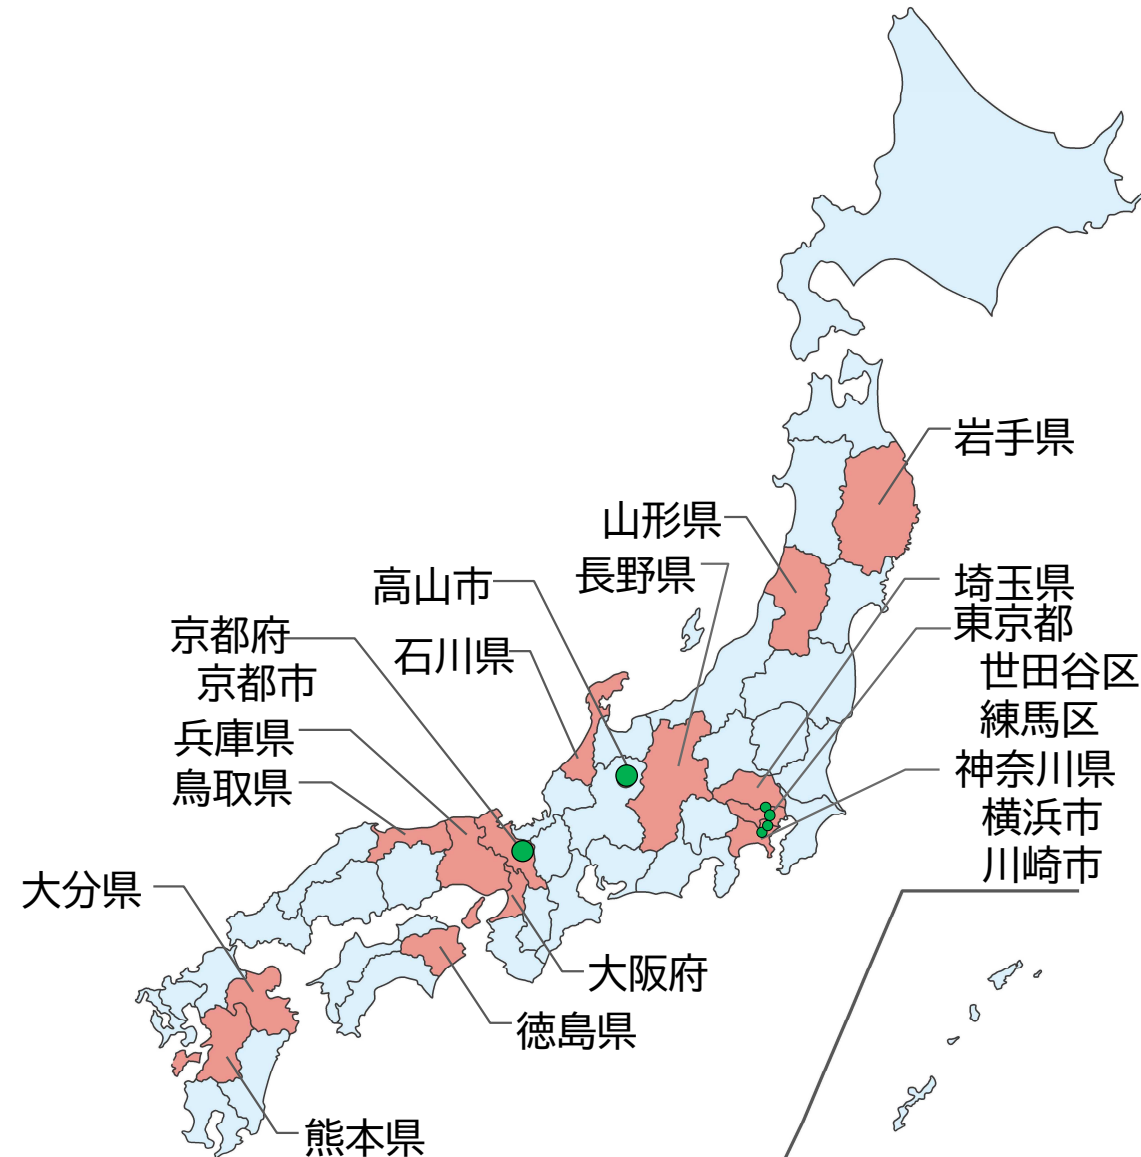 岩手県
山形県
長野県
高山市
埼玉県
東京都
世田谷区
練馬区
神奈川県
横浜市
川崎市
京都府
京都市
石川県
兵庫県
鳥取県
大分県
大阪府
徳島県
熊本県